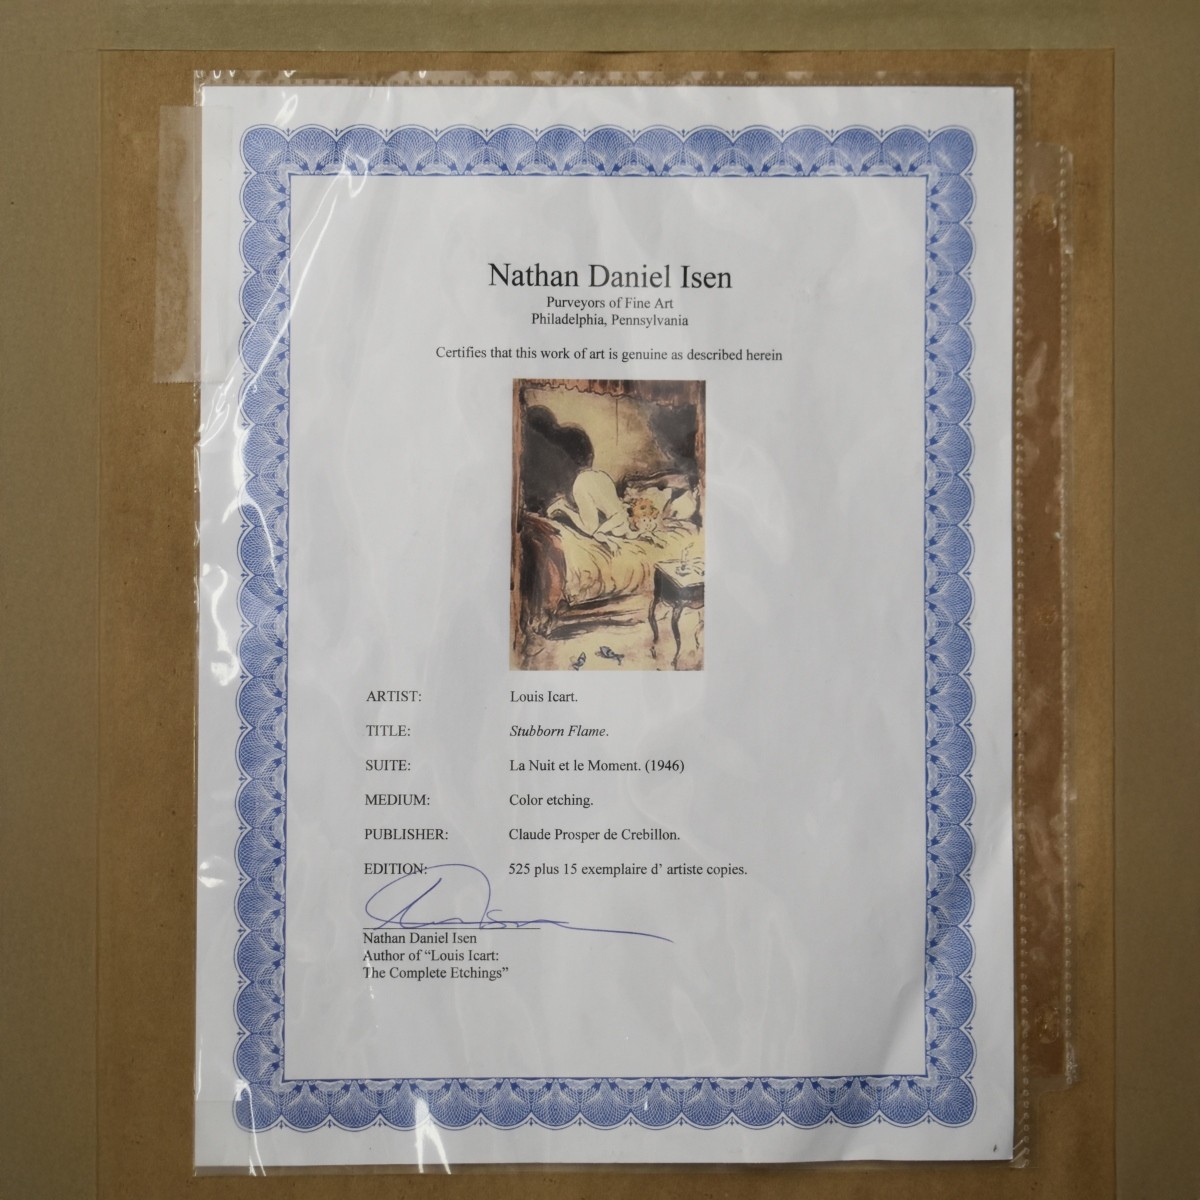 Nathan Daniel Isen
Purveyors of Fine Art
Philadelphia, Pennsylvania
Certifies that this work of art is genuine as described herein
ARTIST: Louis Icart.
TITLE: Stubborn Flame.
SUITE: La Nuit et le Moment. (1946)
MEDIUM: Color etching.
PUBLISHER: Claude Prosper de Crebillon.
EDITION: 525 plus 15 exemplaire d' artiste copies.
Nathan Daniel Isen
Author of “Louis Icart:
The Complete Etchings”